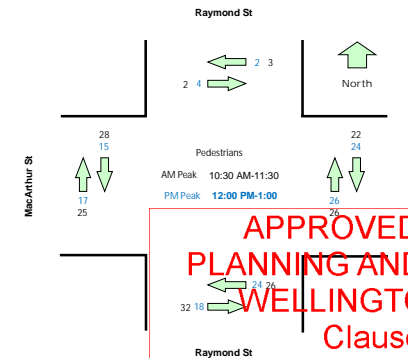 Raymond St
2 3
2 4
North
28
15
22
24
Pedestrians
AM Peak 10:30 AM-11:30
PM Peak 12:00 PM-1:00
MacArthur St
17
25
26
26
APPROVED
PLANNING AND
24 26
WELLINGTO
32 18
Clause
Raymond St